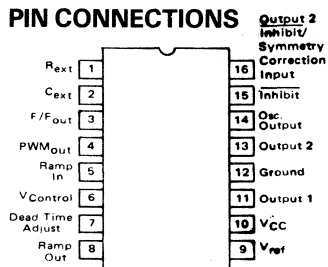 PIN CONNECTIONS
Output 2
Inhibit/
Symmetry
Correction
Input
Rext 1
Cext 2
F/Fout 3
PWMout 4
Ramp
In 5
VControl 6
Dead Time
Adjust 7
Ramp
Out 8
16
15 Inhibit
14 Osc.
Output
13 Output 2
12 Ground
11 Output 1
10 VCC
9 Vref